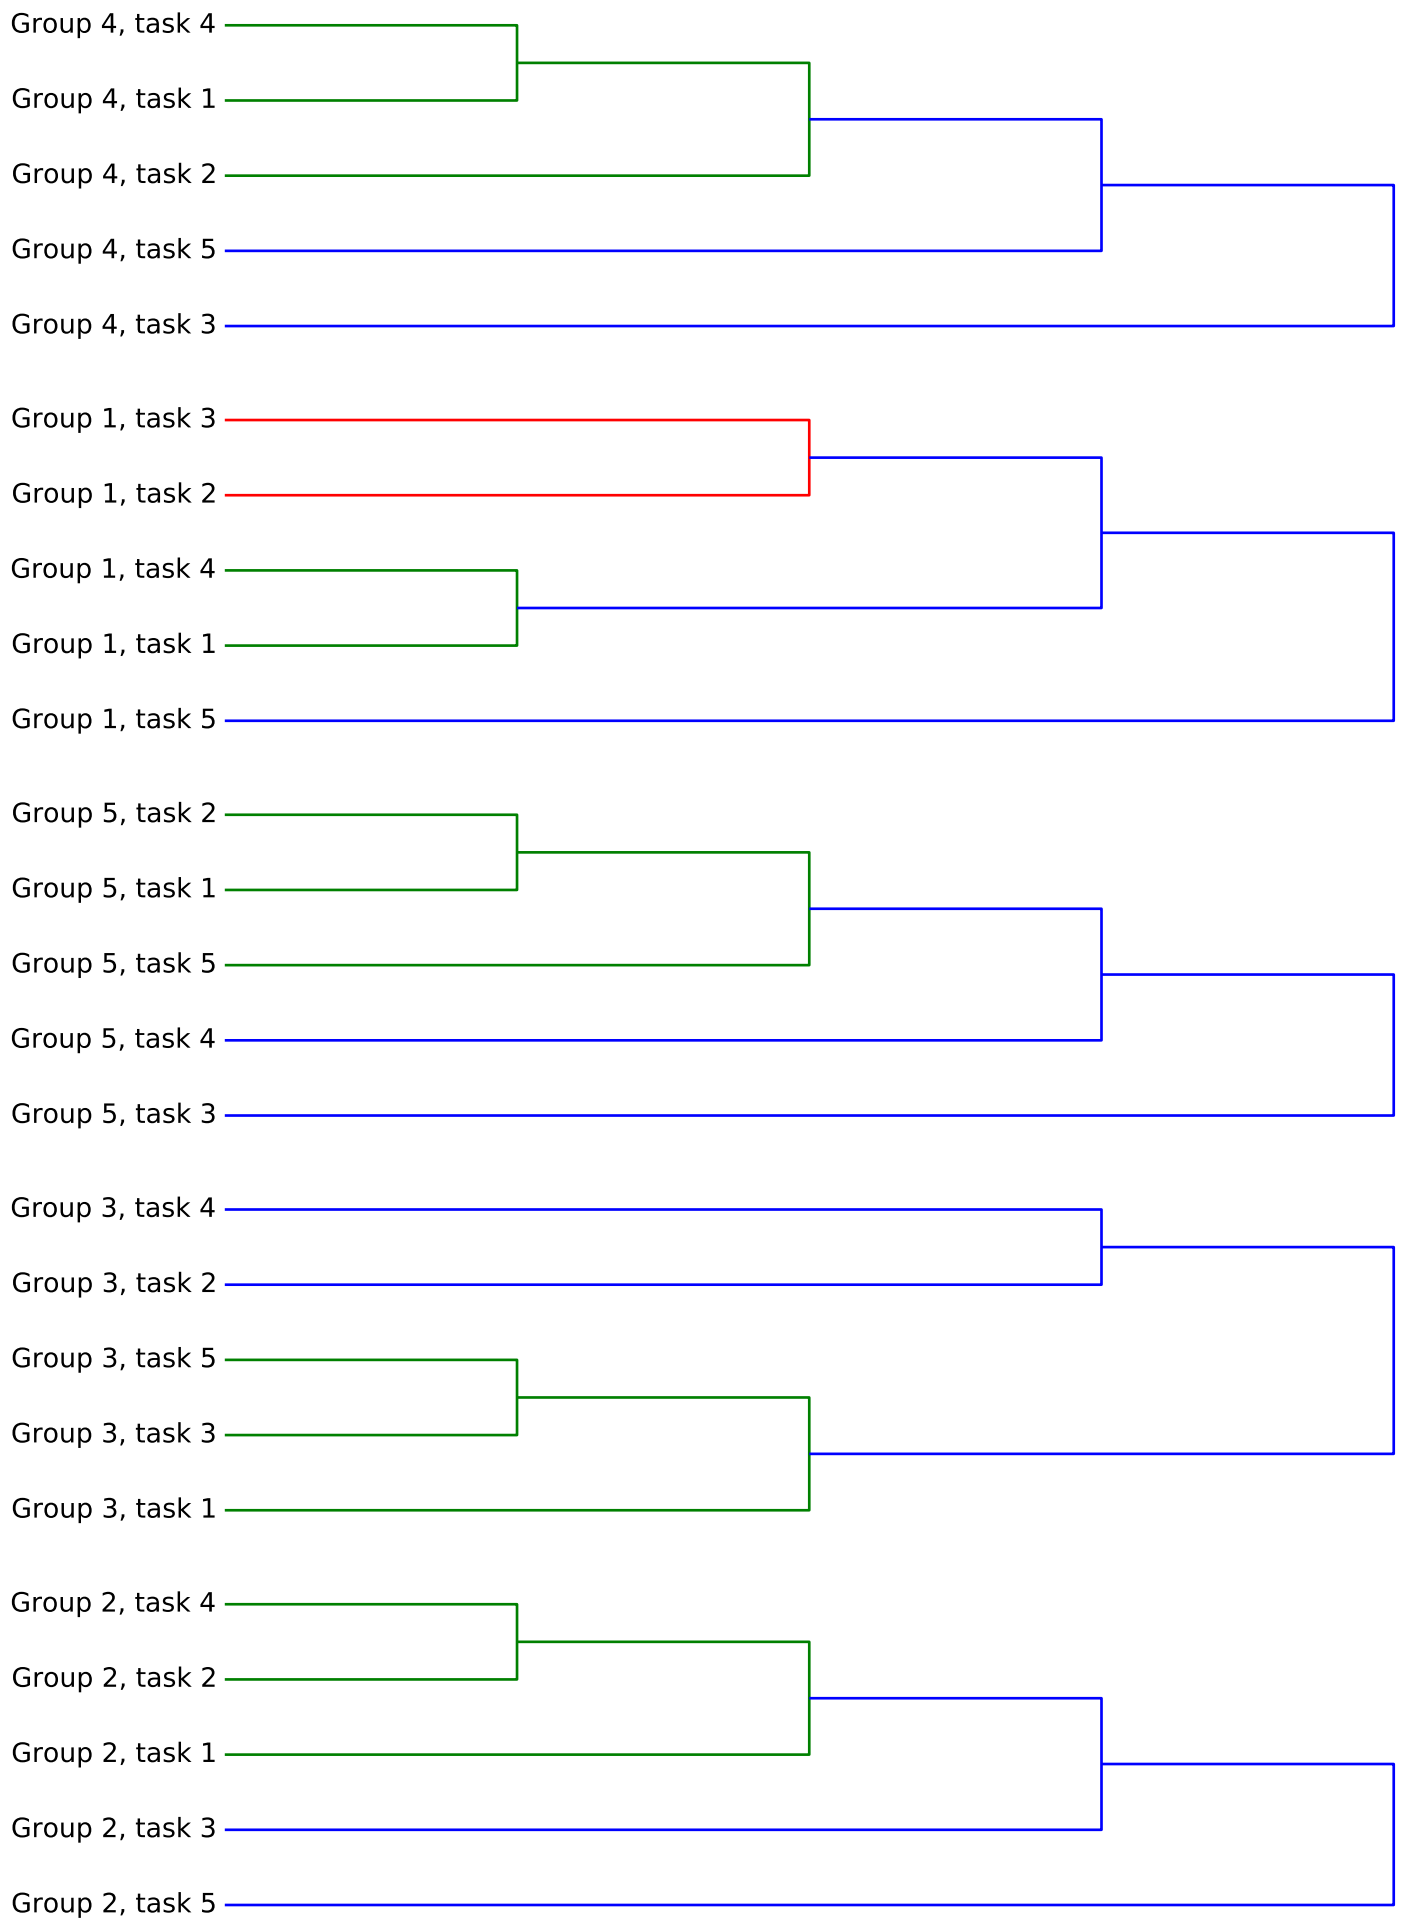 Group 4, task 4
Group 4, task 1
Group 4, task 2
Group 4, task 5
Group 4, task 3
Group 1, task 3
Group 1, task 2
Group 1, task 4
Group 1, task 1
Group 1, task 5
Group 5, task 2
Group 5, task 1
Group 5, task 5
Group 5, task 4
Group 5, task 3
Group 3, task 4
Group 3, task 2
Group 3, task 5
Group 3, task 3
Group 3, task 1
Group 2, task 4
Group 2, task 2
Group 2, task 1
Group 2, task 3
Group 2, task 5